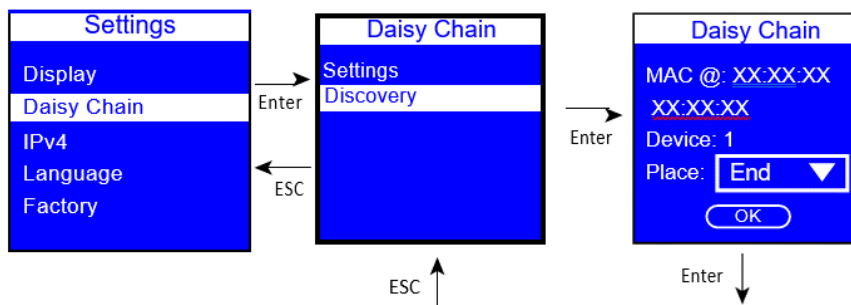 Settings
Display
Daisy Chain
IPv4
Language
Factory
Enter
ESC
Daisy Chain
Settings
Discovery
ESC
Enter
Daisy Chain
MAC @: XX:XX:XX
XX:XX:XX
Device: 1
Place: End
OK
Enter